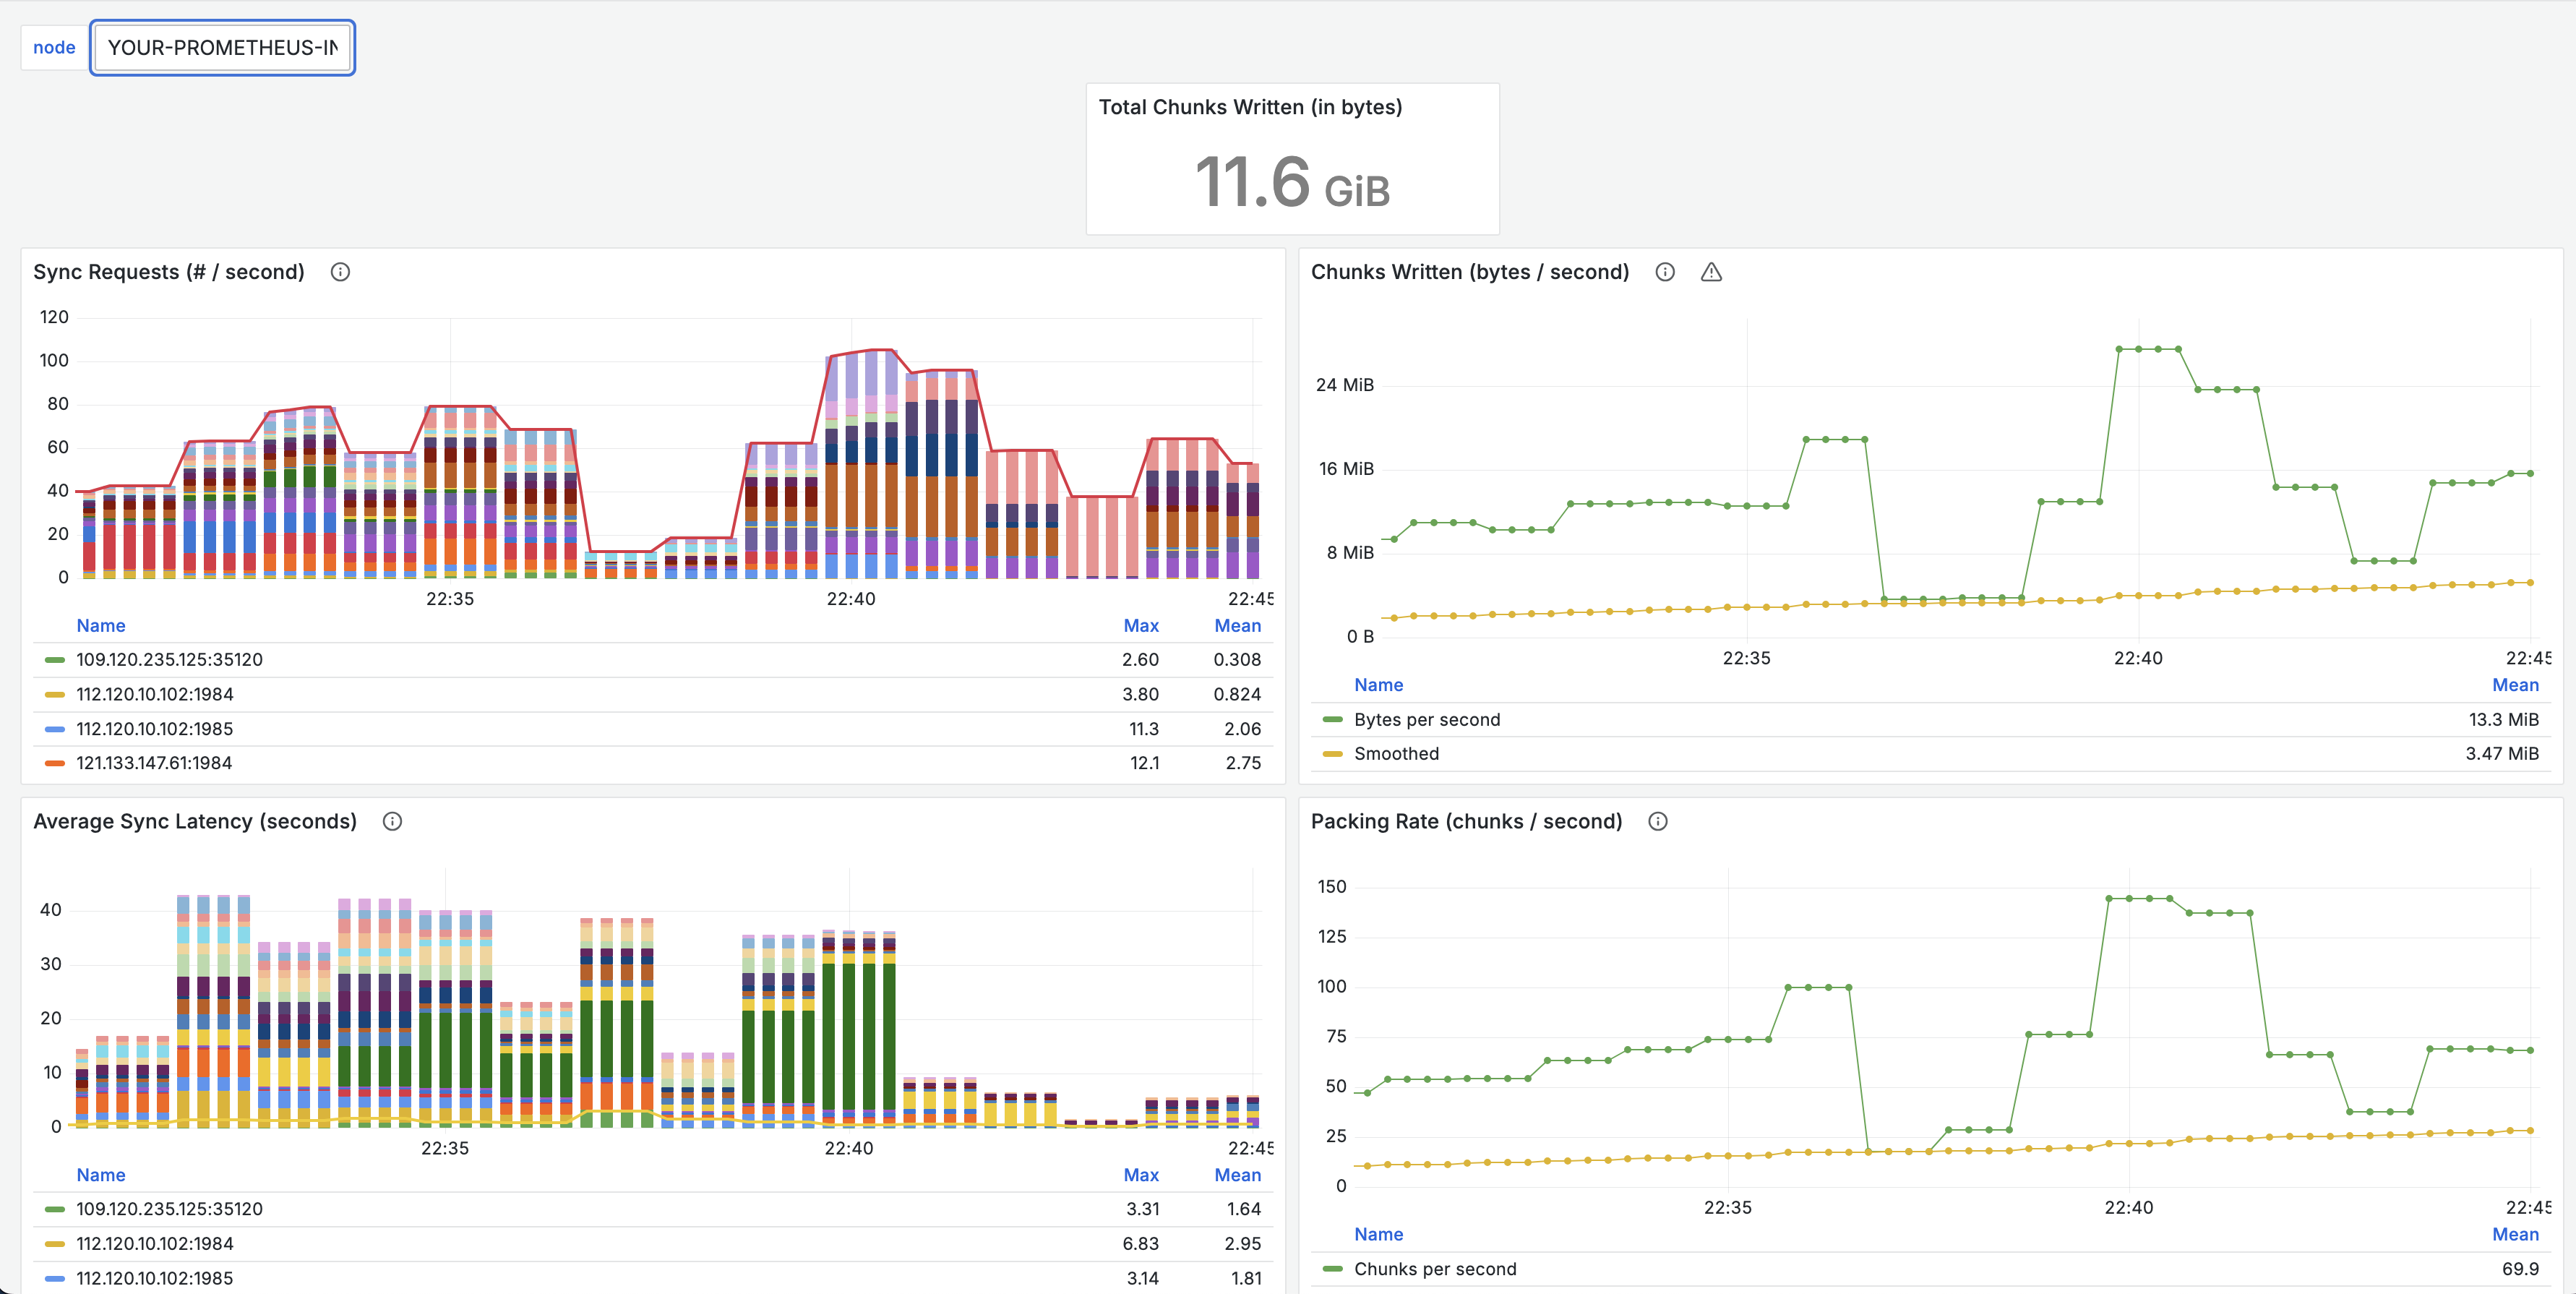 node YOUR-PROMETHEUS-IN
Total Chunks Written (in bytes)
11.6 GiB
Sync Requests (# / second)
120
100
80
60
40
20
0
22:35 22:40 22:45
Name Max Mean
109.120.235.125:35120 2.60 0.308
112.120.10.102:1984 3.80 0.824
112.120.10.102:1985 11.3 2.06
121.133.147.61:1984 12.1 2.75
Chunks Written (bytes / second)
24 MiB
16 MiB
8 MiB
0 B
22:35 22:40 22:45
Name Mean
Bytes per second 13.3 MiB
Smoothed 3.47 MiB
Average Sync Latency (seconds)
40
30
20
10
0
22:35 22:40 22:45
Name Max Mean
109.120.235.125:35120 3.31 1.64
112.120.10.102:1984 6.83 2.95
112.120.10.102:1985 3.14 1.81
Packing Rate (chunks / second)
150
125
100
75
50
25
0
22:35 22:40 22:45
Name Mean
Chunks per second 69.9